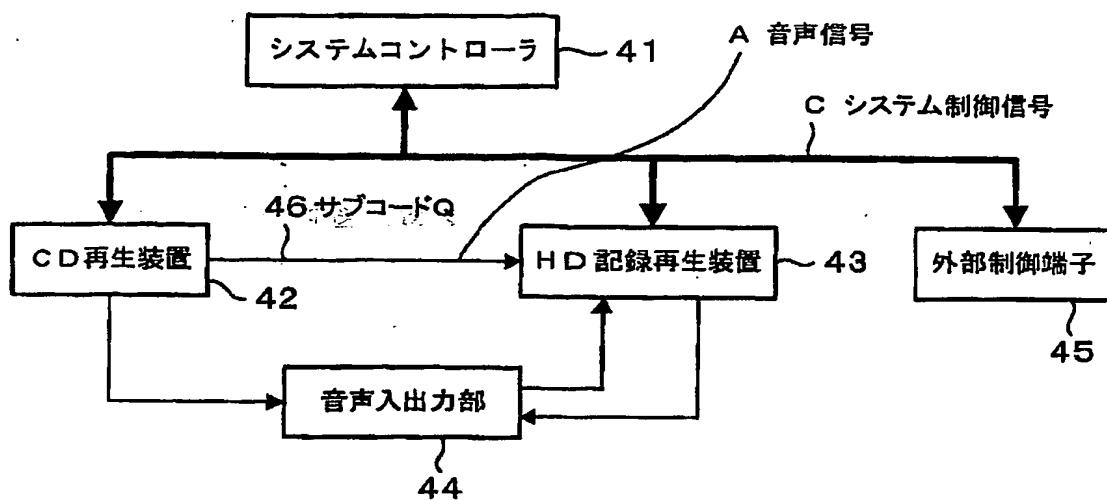 A 音声信号
システムコントローラ
41
C システム制御信号
46 サブコードQ
CD再生装置
42
HD記録再生装置
43
外部制御端子
45
音声入出力部
44